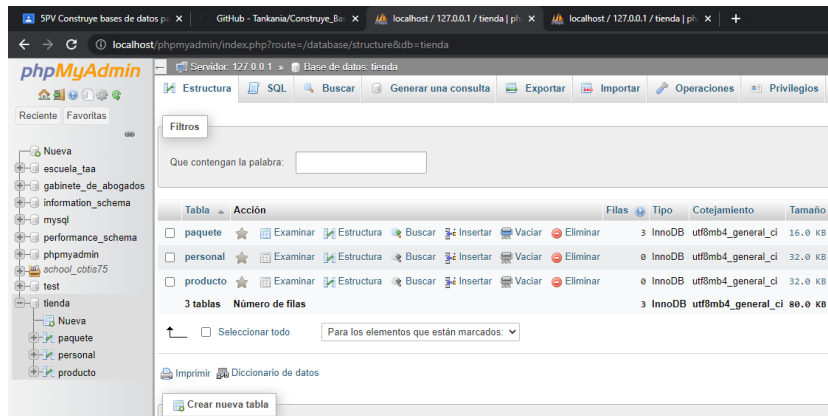 5PV Construye bases de datos pa
GitHub - Tankania/Construye_Ba
localhost / 127.0.0.1 / tienda | ph
localhost / 127.0.0.1 / tienda | ph
localhost/phpmyadmin/index.php?route=/database/structure&db=tienda
phpMyAdmin
Reciente Favoritas
Nueva
escuela_taa
gabinete_de_abogados
information_schema
mysql
performance_schema
phpmyadmin
school_cbtis75
test
tienda
Nueva
paquete
personal
producto
Servidor: 127.0.0.1 » Base de datos: tienda
Estructura SQL Buscar Generar una consulta Exportar Importar Operaciones Privilegios
Filtros
Que contengan la palabra:
Tabla Acción Filas Tipo Cotejamiento Tamaño
paquete Examinar Estructura Buscar Insertar Vaciar Eliminar 3 InnoDB utf8mb4_general_ci 16.0 KB
personal Examinar Estructura Buscar Insertar Vaciar Eliminar 0 InnoDB utf8mb4_general_ci 32.0 KB
producto Examinar Estructura Buscar Insertar Vaciar Eliminar 0 InnoDB utf8mb4_general_ci 32.0 KB
3 tablas Número de filas 3 InnoDB utf8mb4_general_ci 80.0 KB
Seleccionar todo Para los elementos que están marcados:
Imprimir Diccionario de datos
Crear nueva tabla